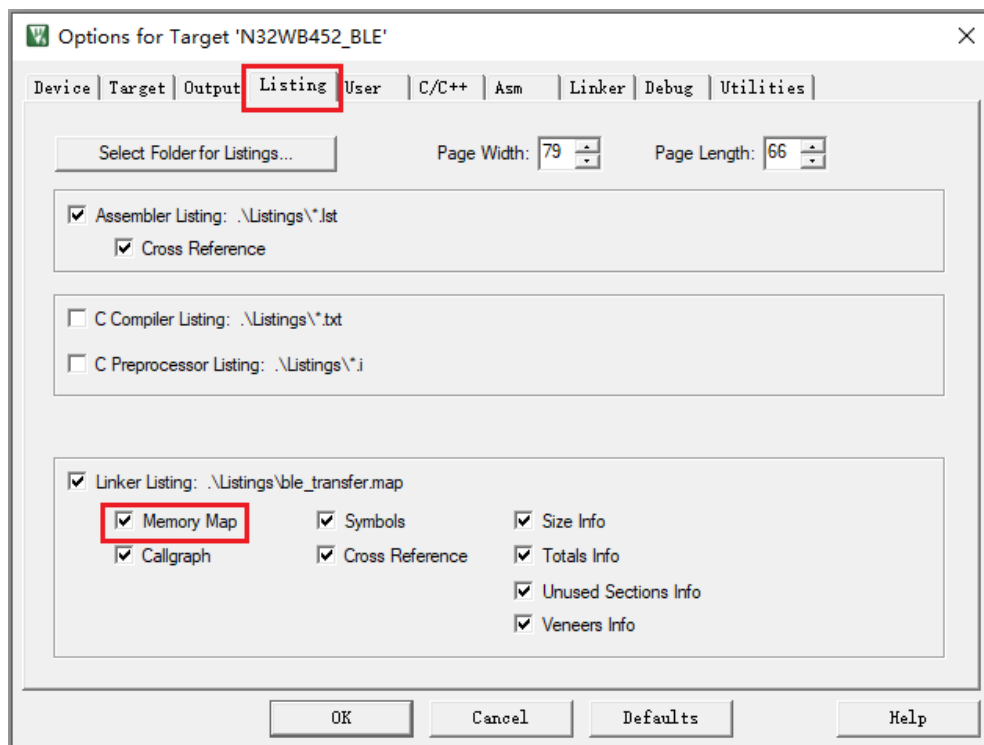 Options for Target 'N32WB452_BLE'
Device Target Output Listing User C/C++ Asm Linker Debug Utilities
Select Folder for Listings... Page Width: 79 Page Length: 66
Assembler Listing: .\Listings\*.lst
Cross Reference
C Compiler Listing: .\Listings\*.txt
C Preprocessor Listing: .\Listings\*.i
Linker Listing: .\Listings\ble_transfer.map
Memory Map Symbols Size Info
Callgraph Cross Reference Totals Info
Unused Sections Info
Veneers Info
OK Cancel Defaults Help